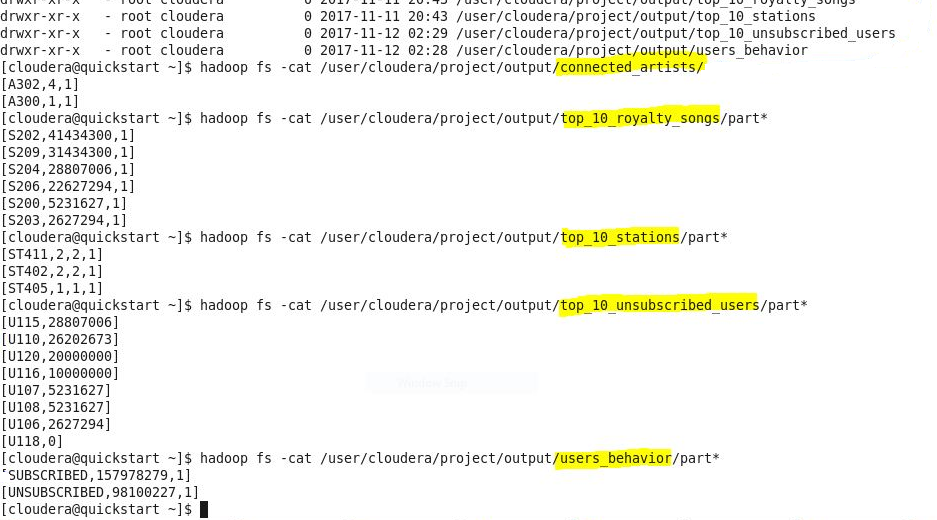 drwxr-xr-x   - root cloudera          0 2017-11-11 20:43 /user/cloudera/project/output/top_10_royalty_songs
drwxr-xr-x   - root cloudera          0 2017-11-11 20:43 /user/cloudera/project/output/top_10_stations
drwxr-xr-x   - root cloudera          0 2017-11-12 02:29 /user/cloudera/project/output/top_10_unsubscribed_users
drwxr-xr-x   - root cloudera          0 2017-11-12 02:28 /user/cloudera/project/output/users_behavior
[cloudera@quickstart ~]$ hadoop fs -cat /user/cloudera/project/output/connected_artists/
[A302,4,1]
[A300,1,1]
[cloudera@quickstart ~]$ hadoop fs -cat /user/cloudera/project/output/top_10_royalty_songs/part*
[S202,41434300,1]
[S209,31434300,1]
[S204,28807006,1]
[S206,22627294,1]
[S200,5231627,1]
[S203,2627294,1]
[cloudera@quickstart ~]$ hadoop fs -cat /user/cloudera/project/output/top_10_stations/part*
[ST411,2,2,1]
[ST402,2,2,1]
[ST405,1,1,1]
[cloudera@quickstart ~]$ hadoop fs -cat /user/cloudera/project/output/top_10_unsubscribed_users/part*
[U115,28807006]
[U110,26202673]
[U120,20000000]
[U116,10000000]
[U107,5231627]
[U108,5231627]
[U106,2627294]
[U118,0]
[cloudera@quickstart ~]$ hadoop fs -cat /user/cloudera/project/output/users_behavior/part*
[SUBSCRIBED,157978279,1]
[UNSUBSCRIBED,98100227,1]
[cloudera@quickstart ~]$